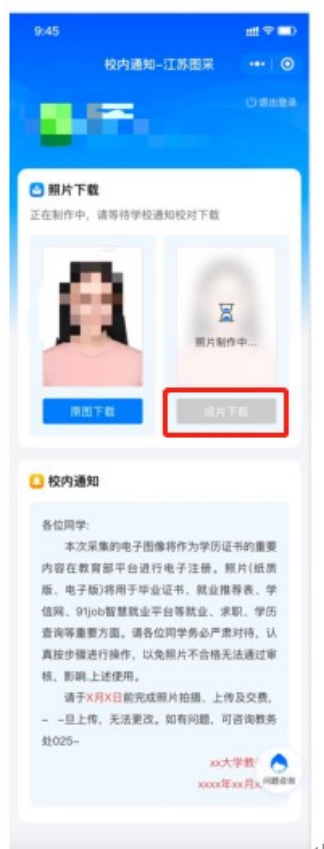 9:45
校内通知-江苏图采
退出登录
照片下载
正在制作中，请等待学校通知校对下载
照片制作中...
原图下载
成片下载
校内通知
各位同学:
本次采集的电子图像将作为学历证书的重要
内容在教育部平台进行电子注册。照片(纸质
版、电子版)将用于毕业证书、就业推荐表、学
信网、91job智慧就业平台等就业、求职、学历
查询等重要方面。请各位同学务必严肃对待，认
真按步骤进行操作，以免照片不合格无法通过审
核，影响上述使用。
请于X月X日前完成照片拍摄、上传及交费，
- -旦上传，无法更改。如有问题，可咨询教务
处025-
xx大学教
xxxx年xx月x
问题咨询